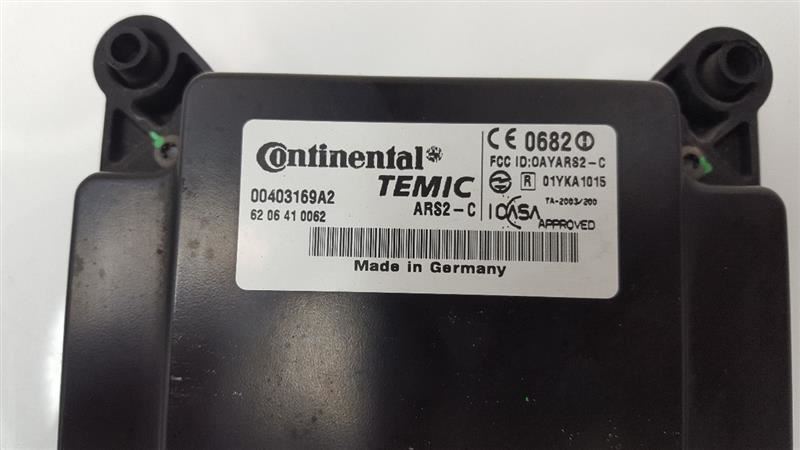 Continental
TEMIC
00403169A2
ARS2-C
62 06 41 0062
CE 0682
FCC ID:OAYARS2-C
R 01YKA1015
TA-2003/200
ICASA APPROVED
Made in Germany